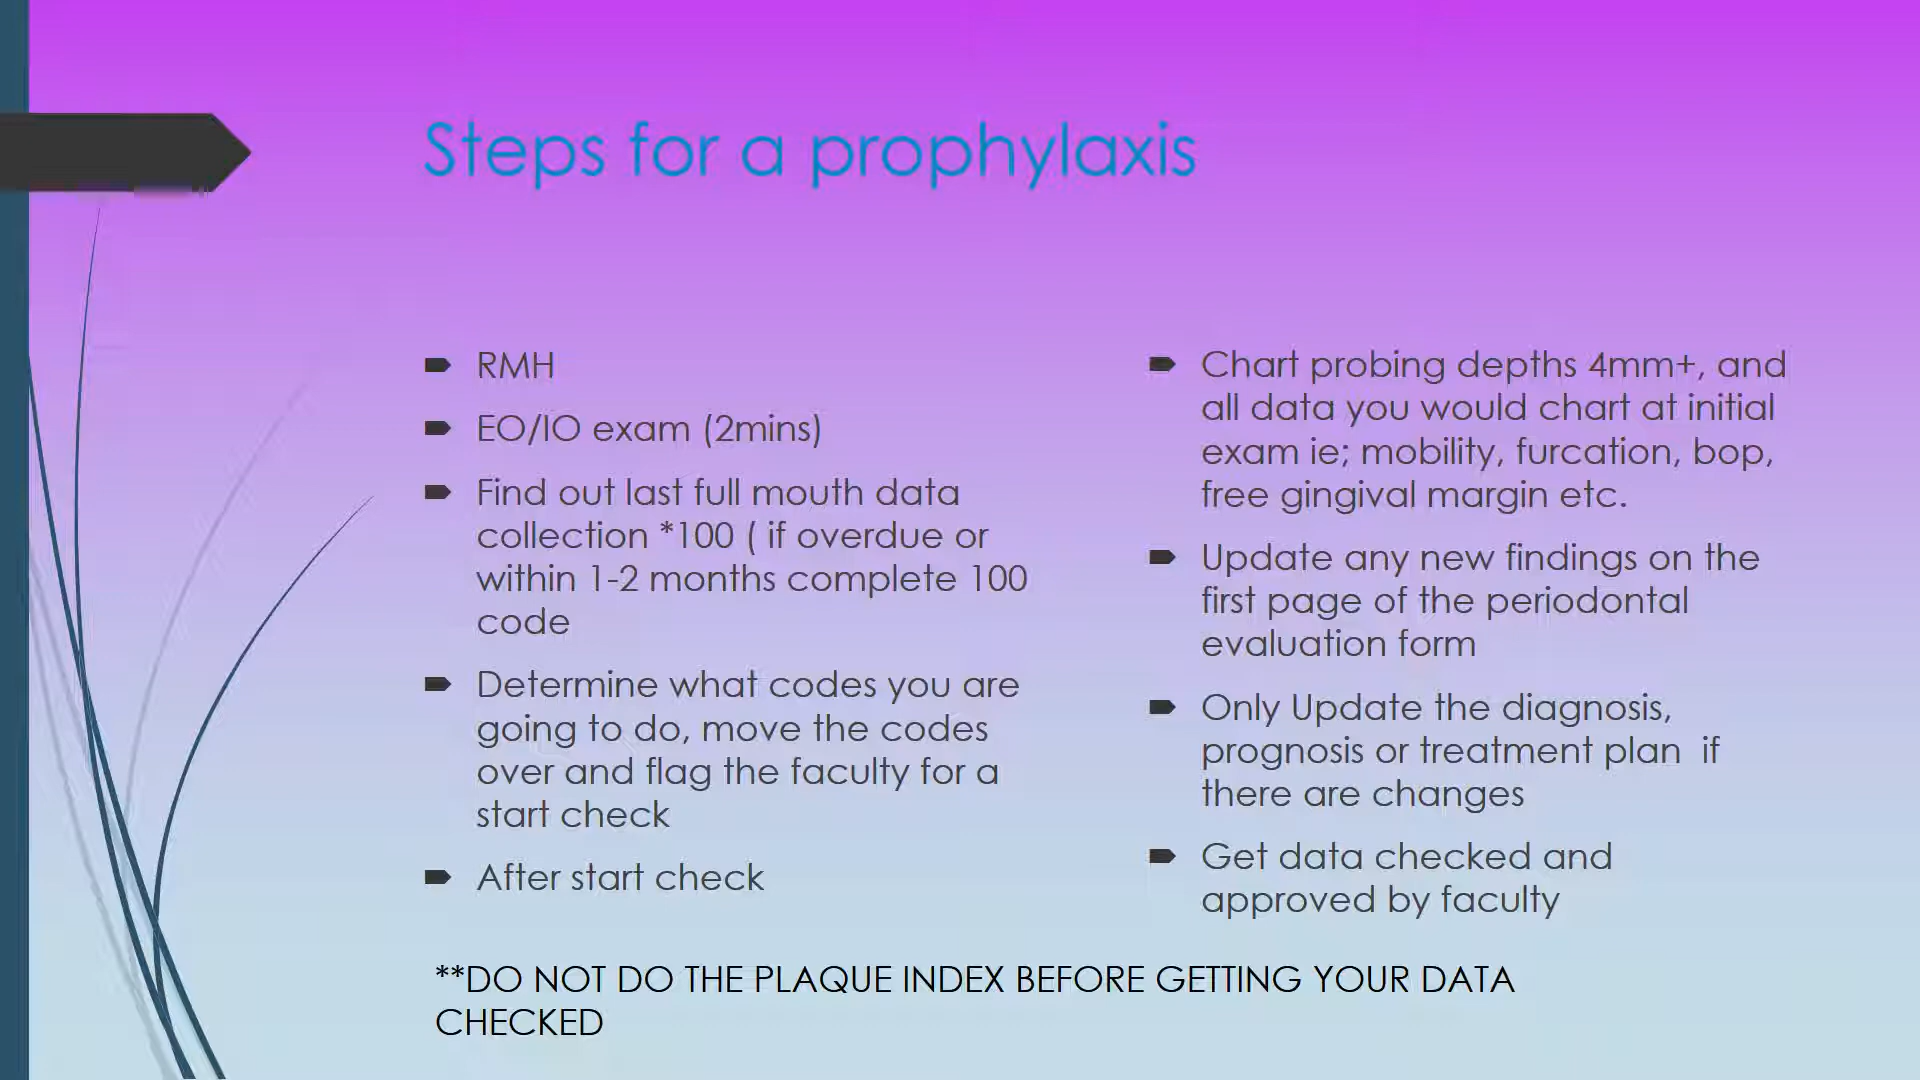 Steps for a prophylaxis
RMH
EO/IO exam (2mins)
Find out last full mouth data
collection *100 ( if overdue or
within 1-2 months complete 100
code
Determine what codes you are
going to do, move the codes
over and flag the faculty for a
start check
After start check
Chart probing depths 4mm+, and
all data you would chart at initial
exam ie; mobility, furcation, bop,
free gingival margin etc.
Update any new findings on the
first page of the periodontal
evaluation form
Only Update the diagnosis,
prognosis or treatment plan  if
there are changes
Get data checked and
approved by faculty
**DO NOT DO THE PLAQUE INDEX BEFORE GETTING YOUR DATA
CHECKED